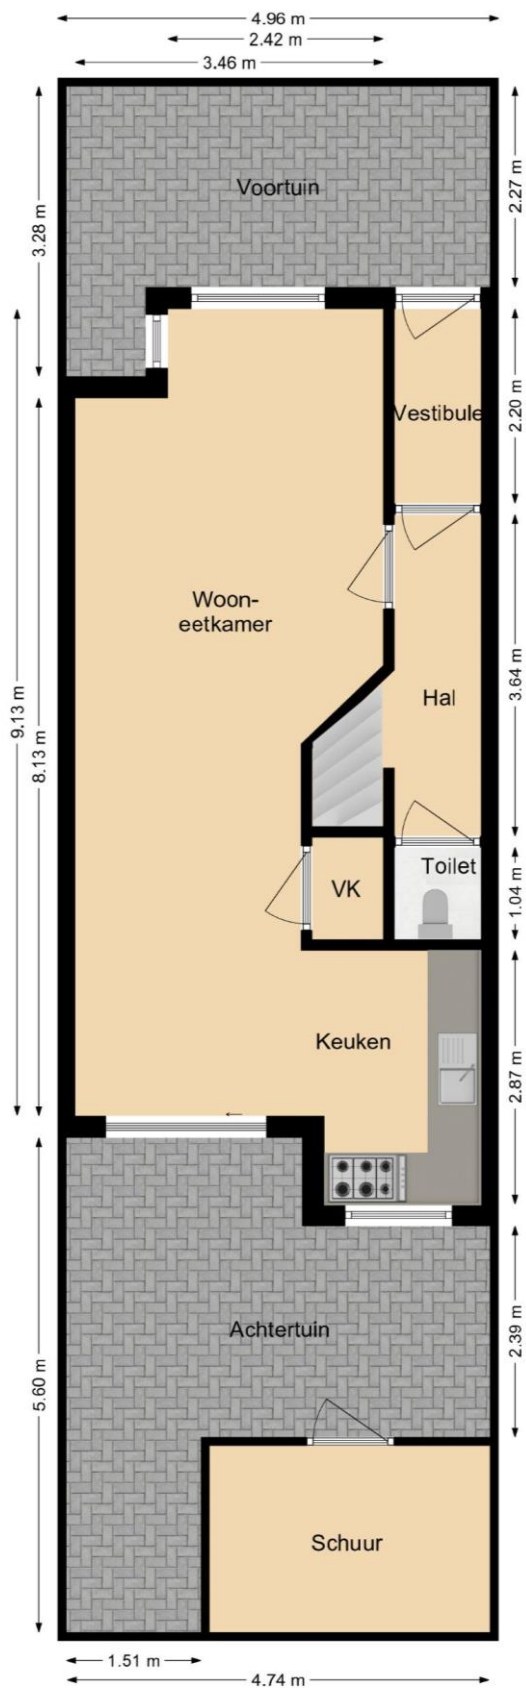 4.96 m
2.42 m
3.46 m
Voortuin
3.28 m
2.27 m
Vestibule
2.20 m
Woon-
eetkamer
9.13 m
8.13 m
Hal
3.64 m
VK
Toilet
1.04 m
Keuken
2.87 m
Achtertuin
5.60 m
2.39 m
Schuur
1.51 m
4.74 m